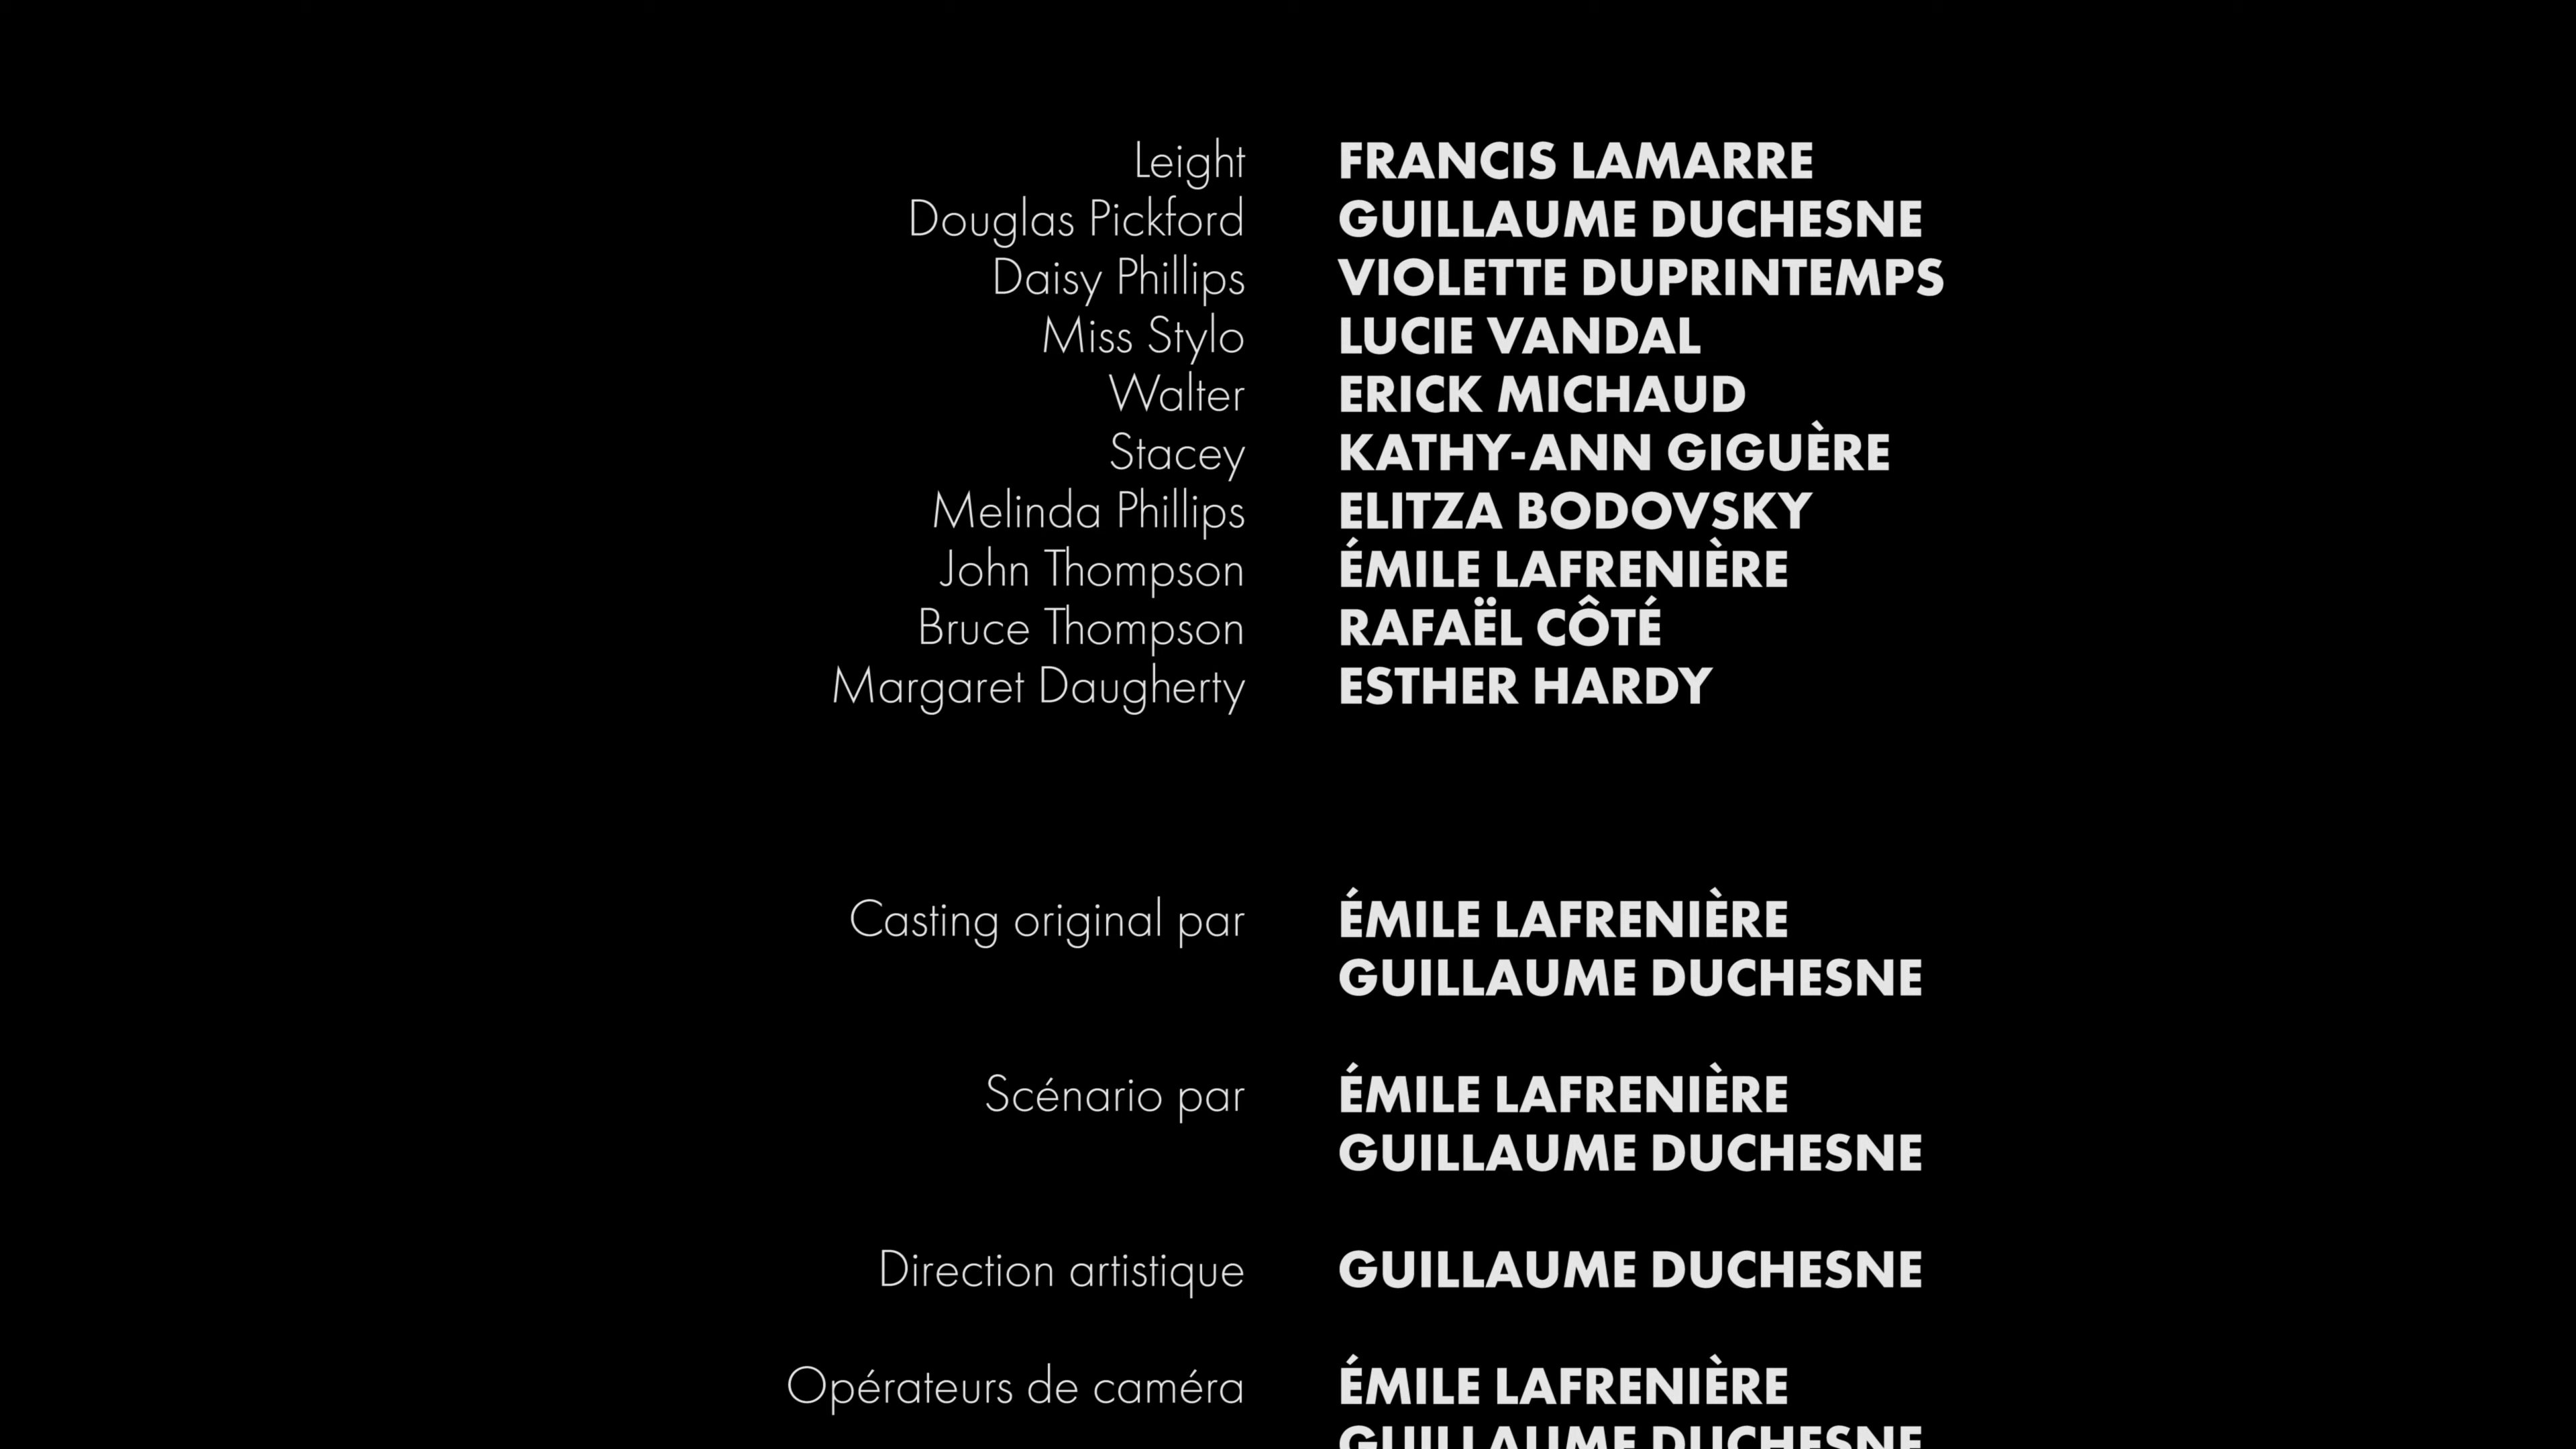 Leight FRANCIS LAMARRE
Douglas Pickford GUILLAUME DUCHESNE
Daisy Phillips VIOLETTE DUPRINTEMPS
Miss Stylo LUCIE VANDAL
Walter ERICK MICHAUD
Stacey KATHY-ANN GIGUÈRE
Melinda Phillips ELITZA BODOVSKY
John Thompson ÉMILE LAFRENIÈRE
Bruce Thompson RAFAËL CÔTÉ
Margaret Daugherty ESTHER HARDY
Casting original par ÉMILE LAFRENIÈRE
GUILLAUME DUCHESNE
Scénario par ÉMILE LAFRENIÈRE
GUILLAUME DUCHESNE
Direction artistique GUILLAUME DUCHESNE
Opérateurs de caméra ÉMILE LAFRENIÈRE
GUILLAUME DUCHESNE